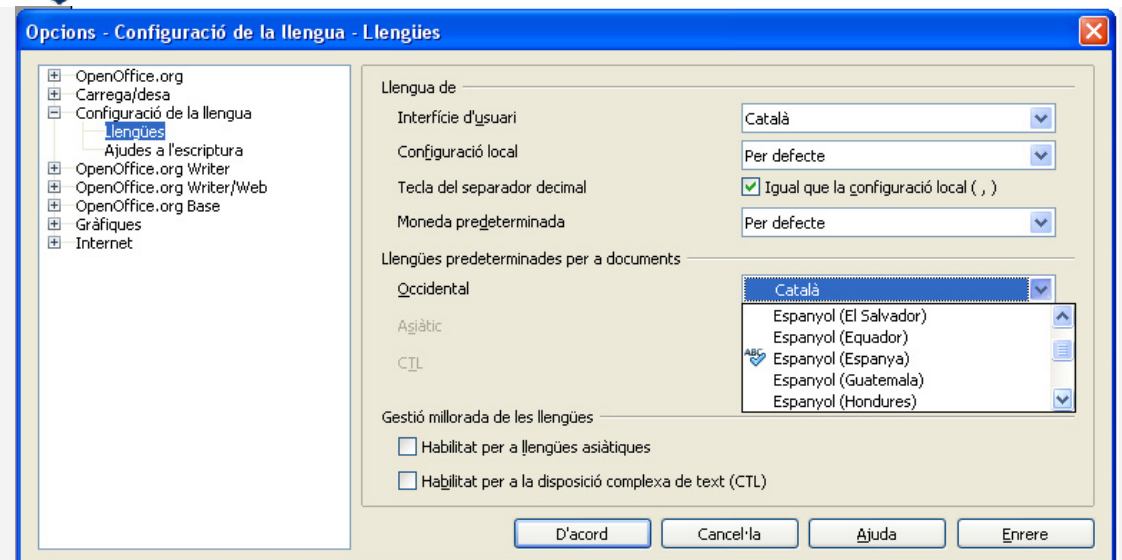 Opcions - Configuració de la llengua - Llengües
OpenOffice.org
Carrega/desa
Configuració de la llengua
Llengües
Ajudes a l'escriptura
OpenOffice.org Writer
OpenOffice.org Writer/Web
OpenOffice.org Base
Gràfiques
Internet
Llengua de
Interfície d'usuari Català
Configuració local Per defecte
Tecla del separador decimal Igual que la configuració local ( , )
Moneda predeterminada Per defecte
Llengües predeterminades per a documents
Occidental Català
Asiàtic
CTL
Espanyol (El Salvador)
Espanyol (Equador)
ABC Espanyol (Espanya)
Espanyol (Guatemala)
Espanyol (Hondures)
Gestió millorada de les llengües
Habilitat per a llengües asiàtiques
Habilitat per a la disposició complexa de text (CTL)
D'acord Cancel·la Ajuda Enrere